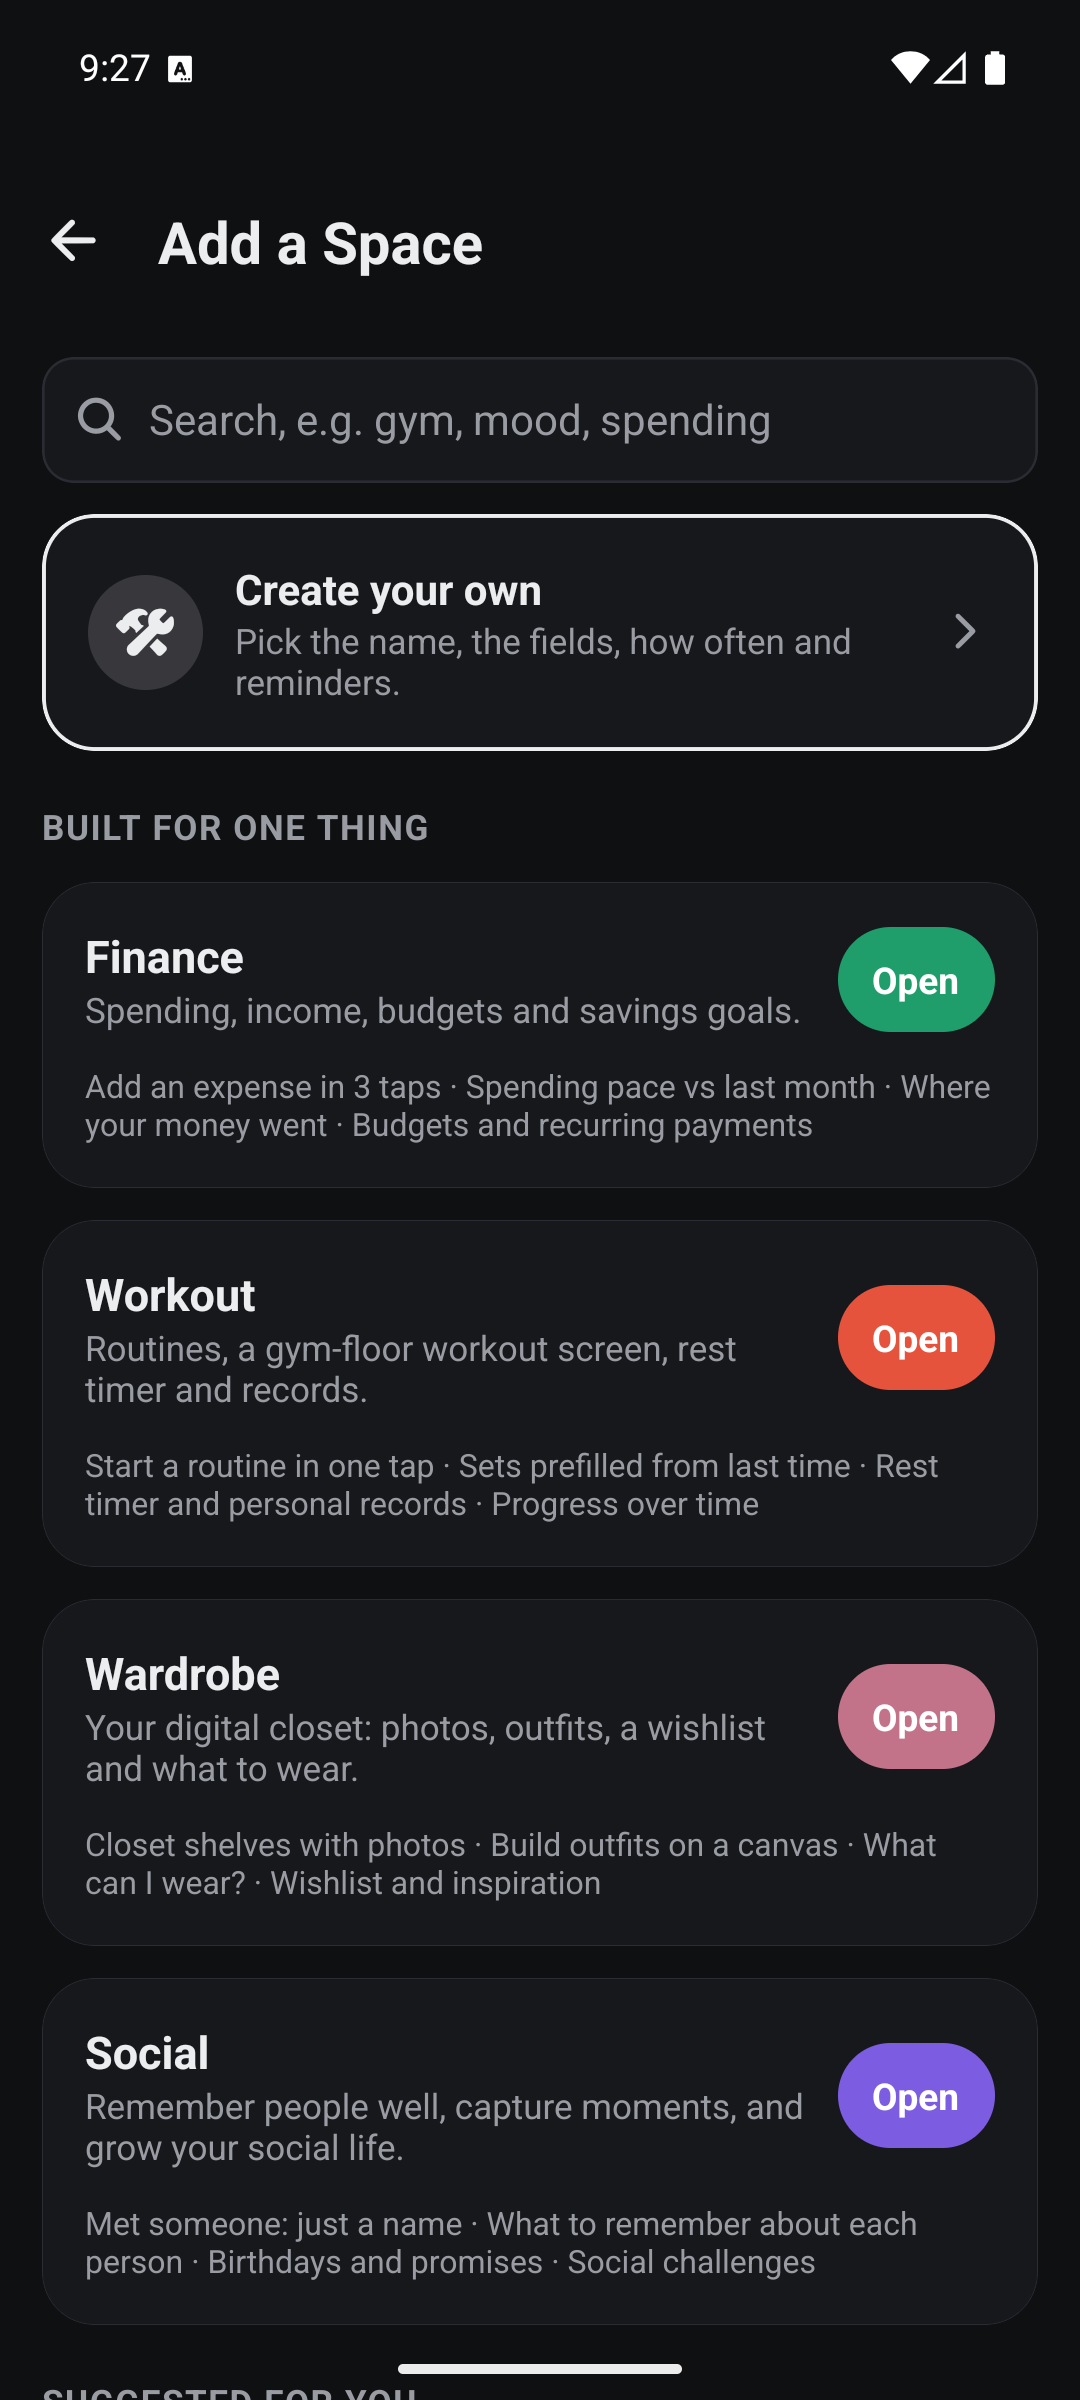 9:27
Add a Space
Search, e.g. gym, mood, spending
Create your own
Pick the name, the fields, how often and
reminders.
BUILT FOR ONE THING
Finance
Open
Spending, income, budgets and savings goals.
Add an expense in 3 taps · Spending pace vs last month · Where
your money went · Budgets and recurring payments
Workout
Open
Routines, a gym-floor workout screen, rest
timer and records.
Start a routine in one tap · Sets prefilled from last time · Rest
timer and personal records · Progress over time
Wardrobe
Open
Your digital closet: photos, outfits, a wishlist
and what to wear.
Closet shelves with photos · Build outfits on a canvas · What
can I wear? · Wishlist and inspiration
Social
Open
Remember people well, capture moments, and
grow your social life.
Met someone: just a name · What to remember about each
person · Birthdays and promises · Social challenges
SUGGESTED FOR YOU